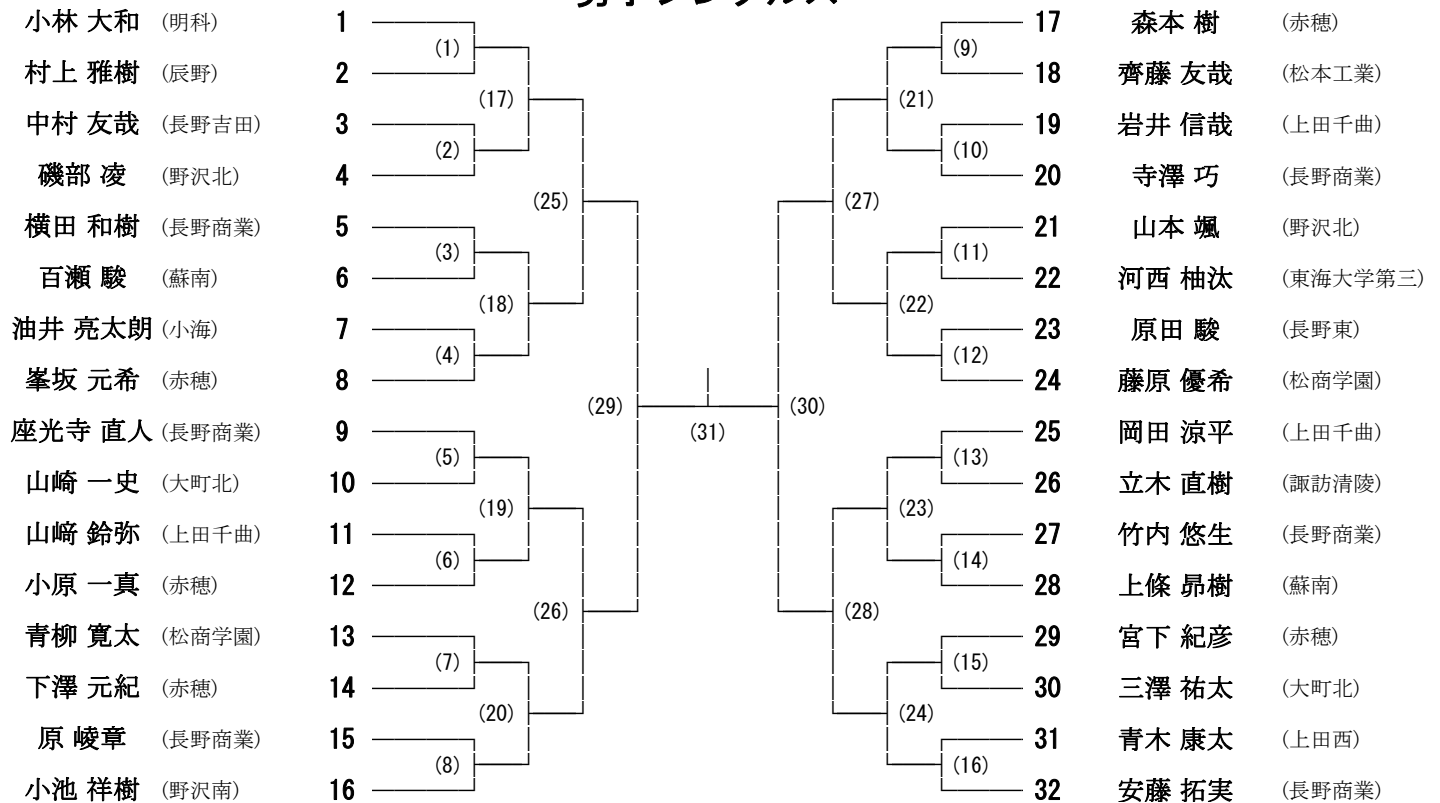 男子シングルス
小林 大和 (明科) 1
村上 雅樹 (辰野) 2
中村 友哉 (長野吉田) 3
磯部 凌 (野沢北) 4
横田 和樹 (長野商業) 5
百瀬 駿 (蘇南) 6
油井 亮太朗 (小海) 7
峯坂 元希 (赤穂) 8
座光寺 直人 (長野商業) 9
山崎 一史 (大町北) 10
山﨑 鈴弥 (上田千曲) 11
小原 一真 (赤穂) 12
青柳 寛太 (松商学園) 13
下澤 元紀 (赤穂) 14
原 崚章 (長野商業) 15
小池 祥樹 (野沢南) 16
(1)
(2)
(3)
(4)
(5)
(6)
(7)
(8)
(17)
(18)
(19)
(20)
(25)
(26)
(29)
(31)
(30)
(27)
(28)
(21)
(22)
(23)
(24)
(9)
(10)
(11)
(12)
(13)
(14)
(15)
(16)
17 森本 樹 (赤穂)
18 齊藤 友哉 (松本工業)
19 岩井 信哉 (上田千曲)
20 寺澤 巧 (長野商業)
21 山本 颯 (野沢北)
22 河西 柚汰 (東海大学第三)
23 原田 駿 (長野東)
24 藤原 優希 (松商学園)
25 岡田 涼平 (上田千曲)
26 立木 直樹 (諏訪清陵)
27 竹内 悠生 (長野商業)
28 上條 昴樹 (蘇南)
29 宮下 紀彦 (赤穂)
30 三澤 祐太 (大町北)
31 青木 康太 (上田西)
32 安藤 拓実 (長野商業)